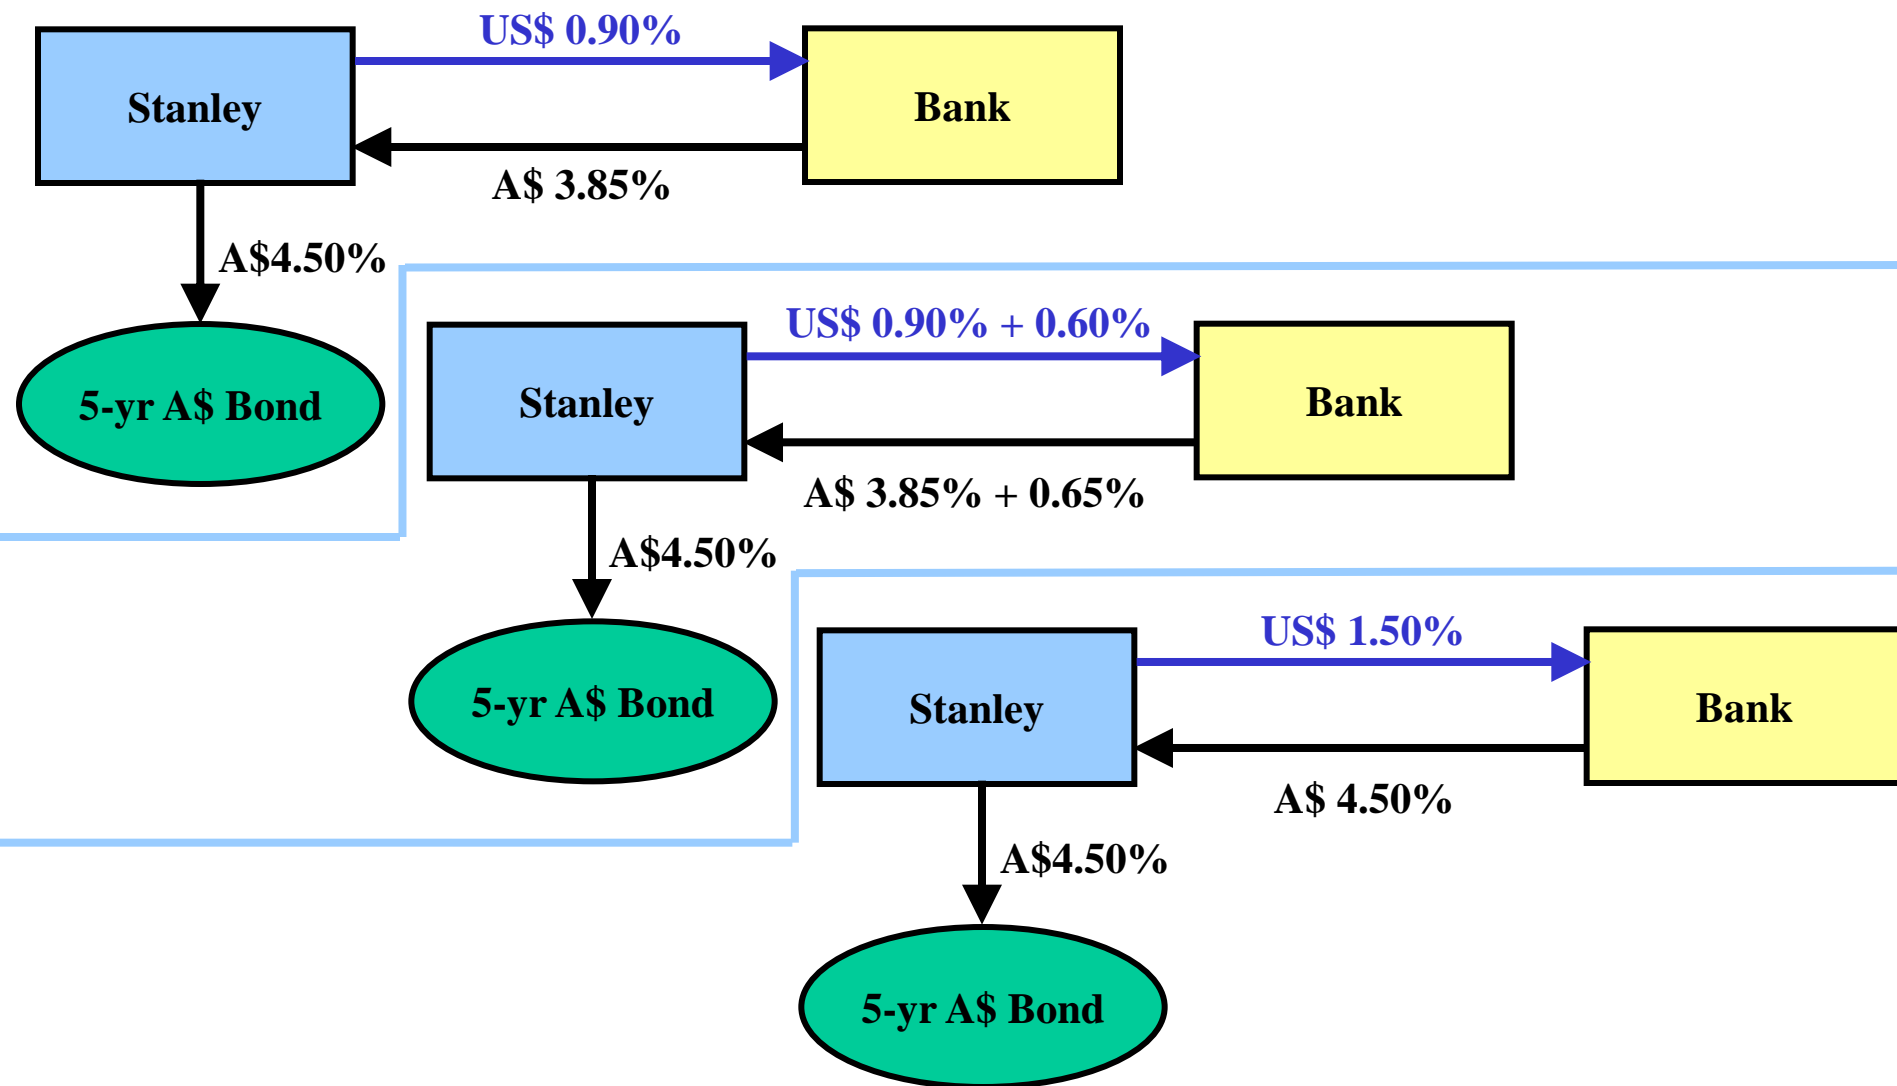 US$ 0.90%
Stanley
Bank
A$ 3.85%
A$4.50%
5-yr A$ Bond
US$ 0.90% + 0.60%
Stanley
Bank
A$ 3.85% + 0.65%
A$4.50%
5-yr A$ Bond
US$ 1.50%
Stanley
Bank
A$ 4.50%
A$4.50%
5-yr A$ Bond